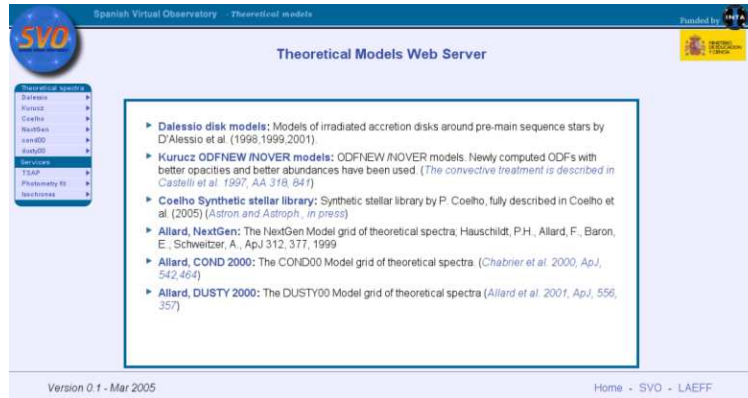 Spanish Virtual Observatory - Theoretical models
Funded by INTA
SVO
Theoretical Models Web Server
MINISTERIO
DE EDUCACION
Y CIENCIA
Theoretical spectra
Dalessio
Kurucz
Coelho
NextGen
cond00
dusty00
Services
TSAP
Photometry fit
Isochrones
Dalessio disk models: Models of irradiated accretion disks around pre-main sequence stars by
D'Alessio et al. (1998,1999,2001).
Kurucz ODFNEW /NOVER models: ODFNEW /NOVER models. Newly computed ODFs with
better opacities and better abundances have been used. (The convective treatment is described in
Castelli et al. 1997, AA 318, 841)
Coelho Synthetic stellar library: Synthetic stellar library by P. Coelho, fully described in Coelho et
al. (2005) (Astron.and Astroph., in press)
Allard, NextGen: The NextGen Model grid of theoretical spectra; Hauschildt, P.H., Allard, F., Baron,
E., Schweitzer, A., ApJ 312, 377, 1999
Allard, COND 2000: The COND00 Model grid of theoretical spectra. (Chabrier et al. 2000, ApJ,
542,464)
Allard, DUSTY 2000: The DUSTY00 Model grid of theoretical spectra (Allard et al. 2001, ApJ, 556,
357)
Version 0.1 - Mar 2005
Home - SVO - LAEFF